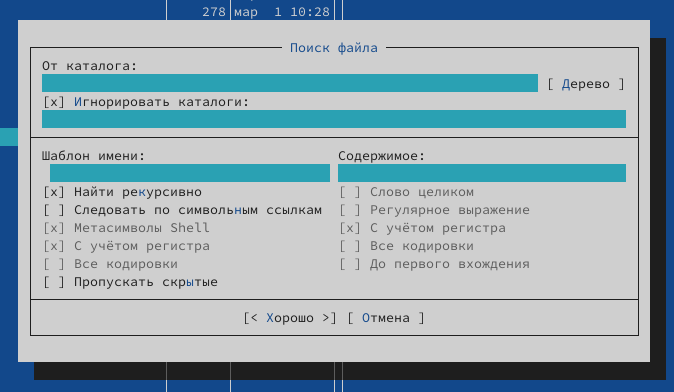 278 мар 1 10:28
Поиск файла
От каталога:
[ Дерево ]
[x] Игнорировать каталоги:
Шаблон имени: Содержимое:
[x] Найти рекурсивно [ ] Слово целиком
[ ] Следовать по символьным ссылкам [ ] Регулярное выражение
[x] Метасимволы Shell [x] С учётом регистра
[x] С учётом регистра [ ] Все кодировки
[ ] Все кодировки [ ] До первого вхождения
[ ] Пропускать скрытые
[< Хорошо >] [ Отмена ]